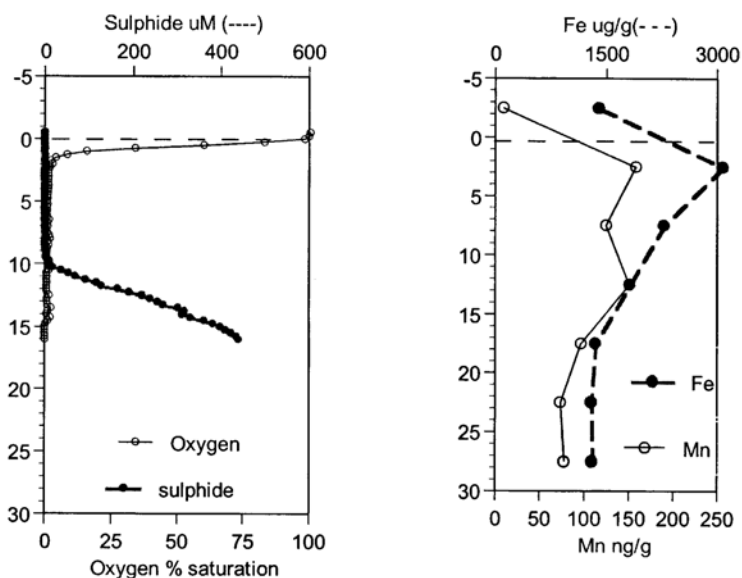 Sulphide uM (----)
0 200 400 600
-5
0
5
10
15
20
25
30
Oxygen
sulphide
0 25 50 75 100
Oxygen % saturation
Fe ug/g(- - -)
0 1500 3000
-5
0
5
10
15
20
25
30
Fe
Mn
0 50 100 150 200 250
Mn ng/g